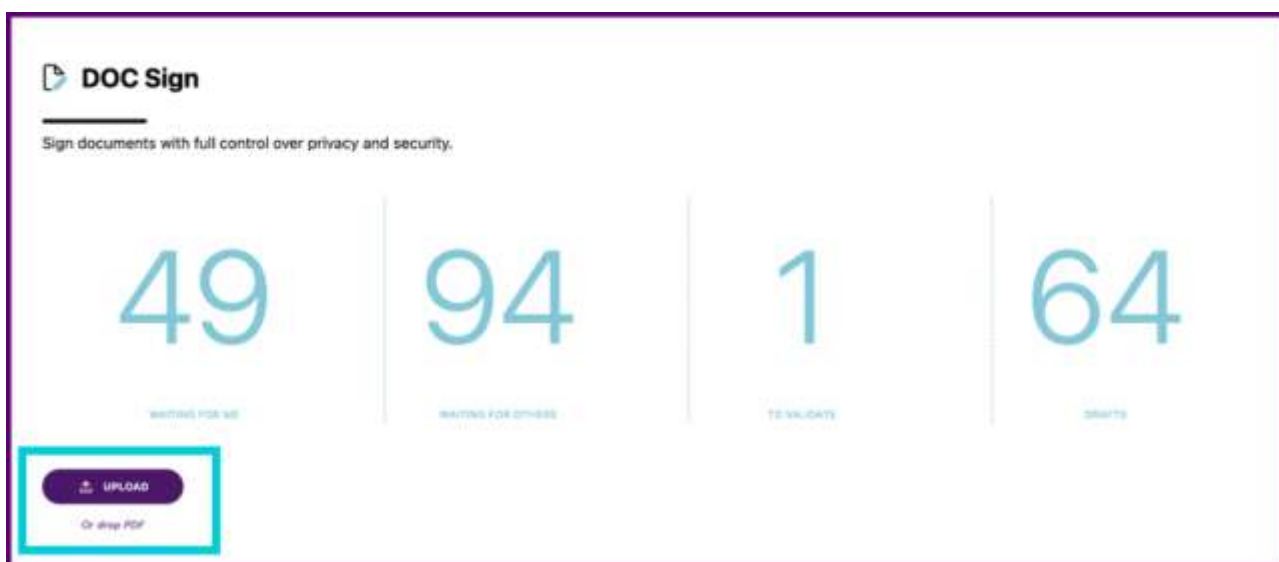 DOC Sign
Sign documents with full control over privacy and security.
49
94
1
64
WAITING FOR ME
WAITING FOR OTHERS
TO VALIDATE
DRAFTS
UPLOAD
Or drop PDF